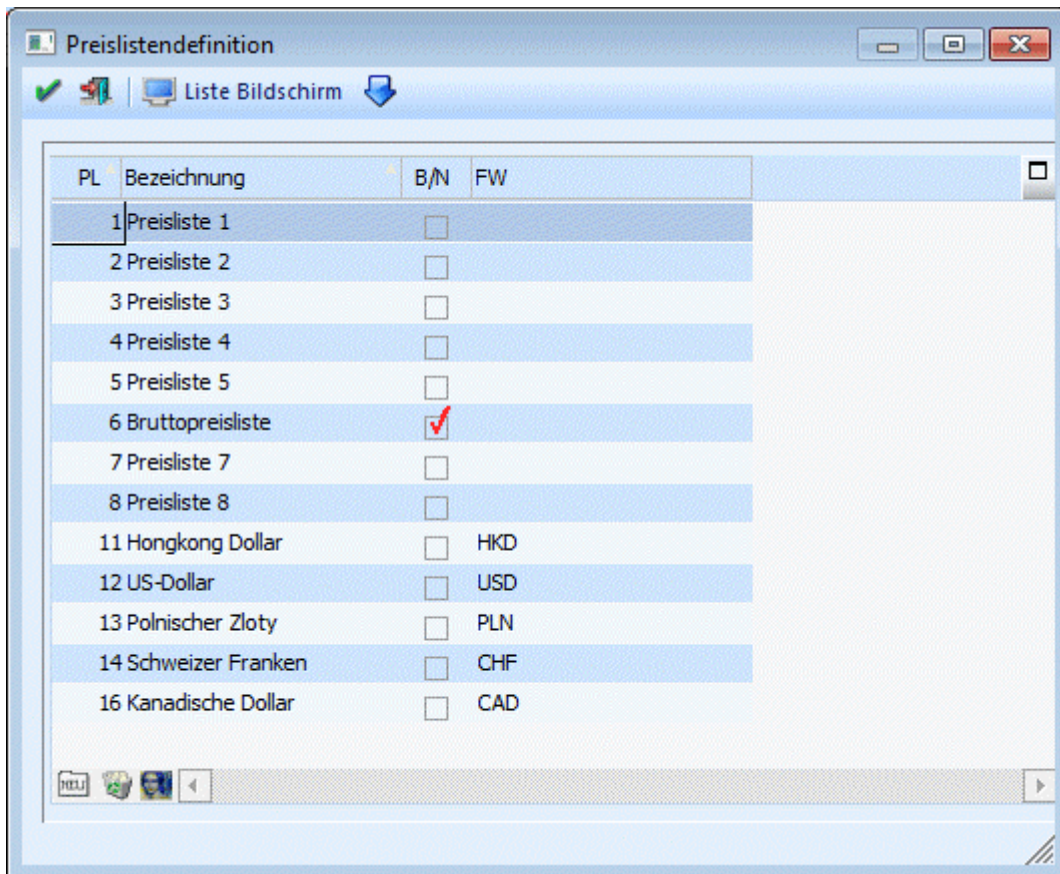 Preislistendefinition
Liste Bildschirm
PL Bezeichnung B/N FW
1 Preisliste 1
2 Preisliste 2
3 Preisliste 3
4 Preisliste 4
5 Preisliste 5
6 Bruttopreisliste
7 Preisliste 7
8 Preisliste 8
11 Hongkong Dollar HKD
12 US-Dollar USD
13 Polnischer Zloty PLN
14 Schweizer Franken CHF
16 Kanadische Dollar CAD
NEU